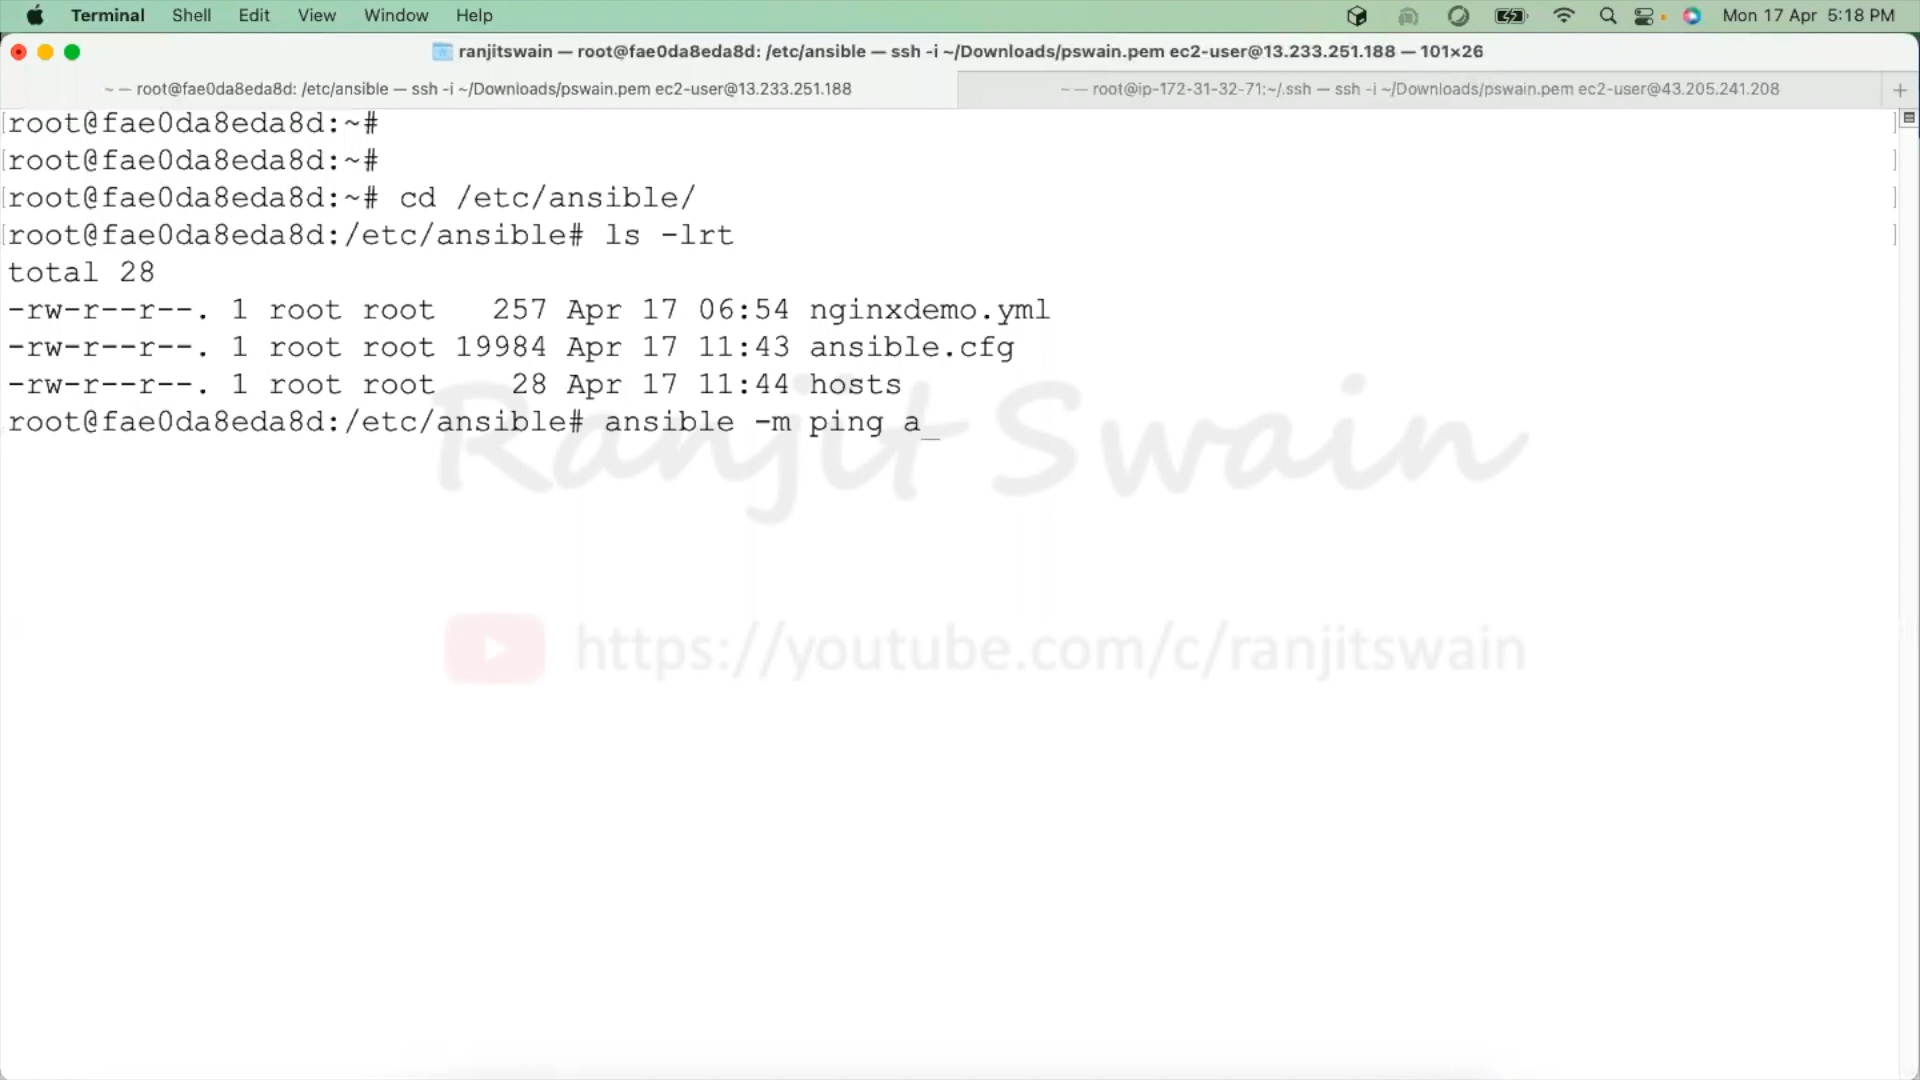 Terminal Shell Edit View Window Help Mon 17 Apr 5:18 PM
ranjitswain — root@fae0da8eda8d: /etc/ansible — ssh -i ~/Downloads/pswain.pem ec2-user@13.233.251.188 — 101×26
~ — root@fae0da8eda8d: /etc/ansible — ssh -i ~/Downloads/pswain.pem ec2-user@13.233.251.188
~ — root@ip-172-31-32-71:~/.ssh — ssh -i ~/Downloads/pswain.pem ec2-user@43.205.241.208 +
[root@fae0da8eda8d:~# ]
[root@fae0da8eda8d:~# ]
[root@fae0da8eda8d:~# cd /etc/ansible/ ]
[root@fae0da8eda8d:/etc/ansible# ls -lrt ]
total 28
-rw-r--r--. 1 root root   257 Apr 17 06:54 nginxdemo.yml
-rw-r--r--. 1 root root 19984 Apr 17 11:43 ansible.cfg
-rw-r--r--. 1 root root    28 Apr 17 11:44 hosts
root@fae0da8eda8d:/etc/ansible# ansible -m ping a_
Ranjit Swain
https://youtube.com/c/ranjitswain